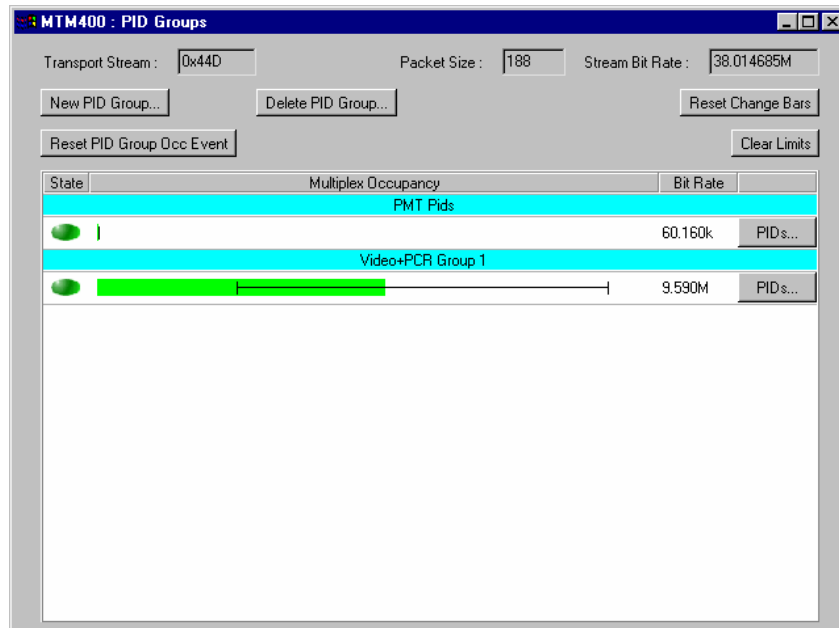 MTM400 : PID Groups
Transport Stream : 0x44D Packet Size : 188 Stream Bit Rate : 38.014685M
New PID Group... Delete PID Group... Reset Change Bars
Reset PID Group Occ Event Clear Limits
State Multiplex Occupancy Bit Rate
PMT Pids
60.160k PIDs...
Video+PCR Group 1
9.590M PIDs...